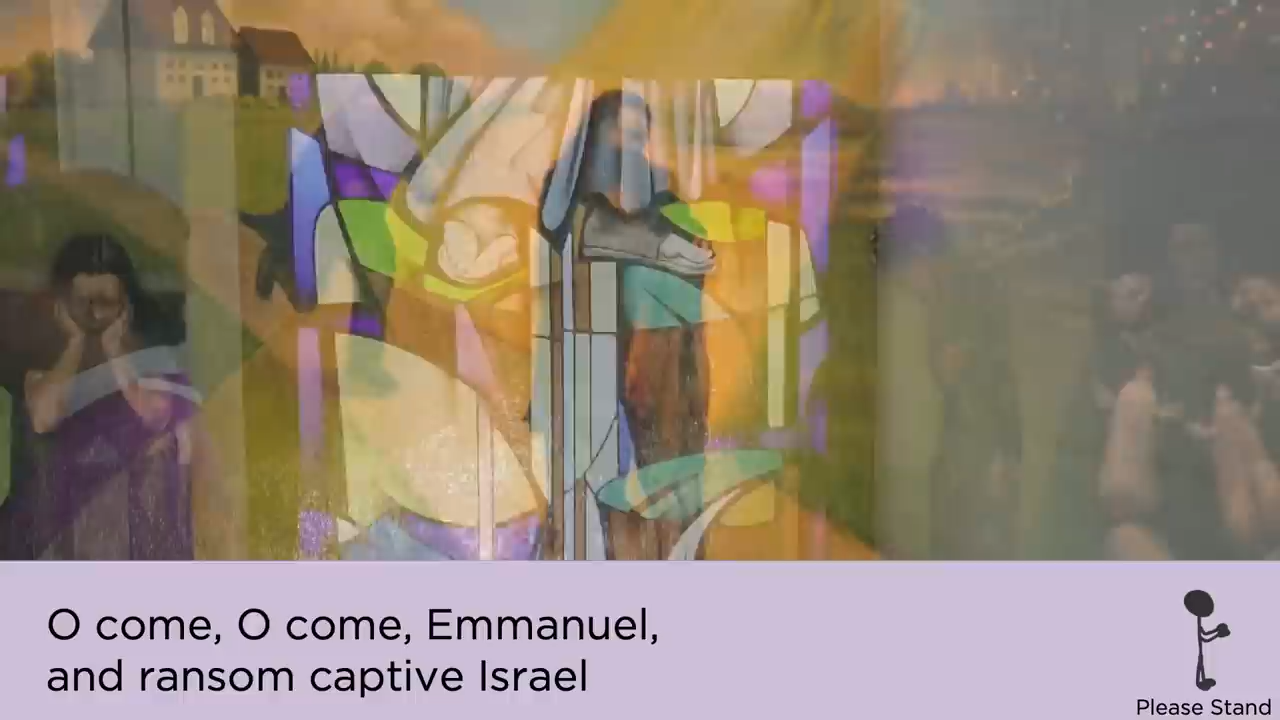 O come, O come, Emmanuel,
and ransom captive Israel
Please Stand